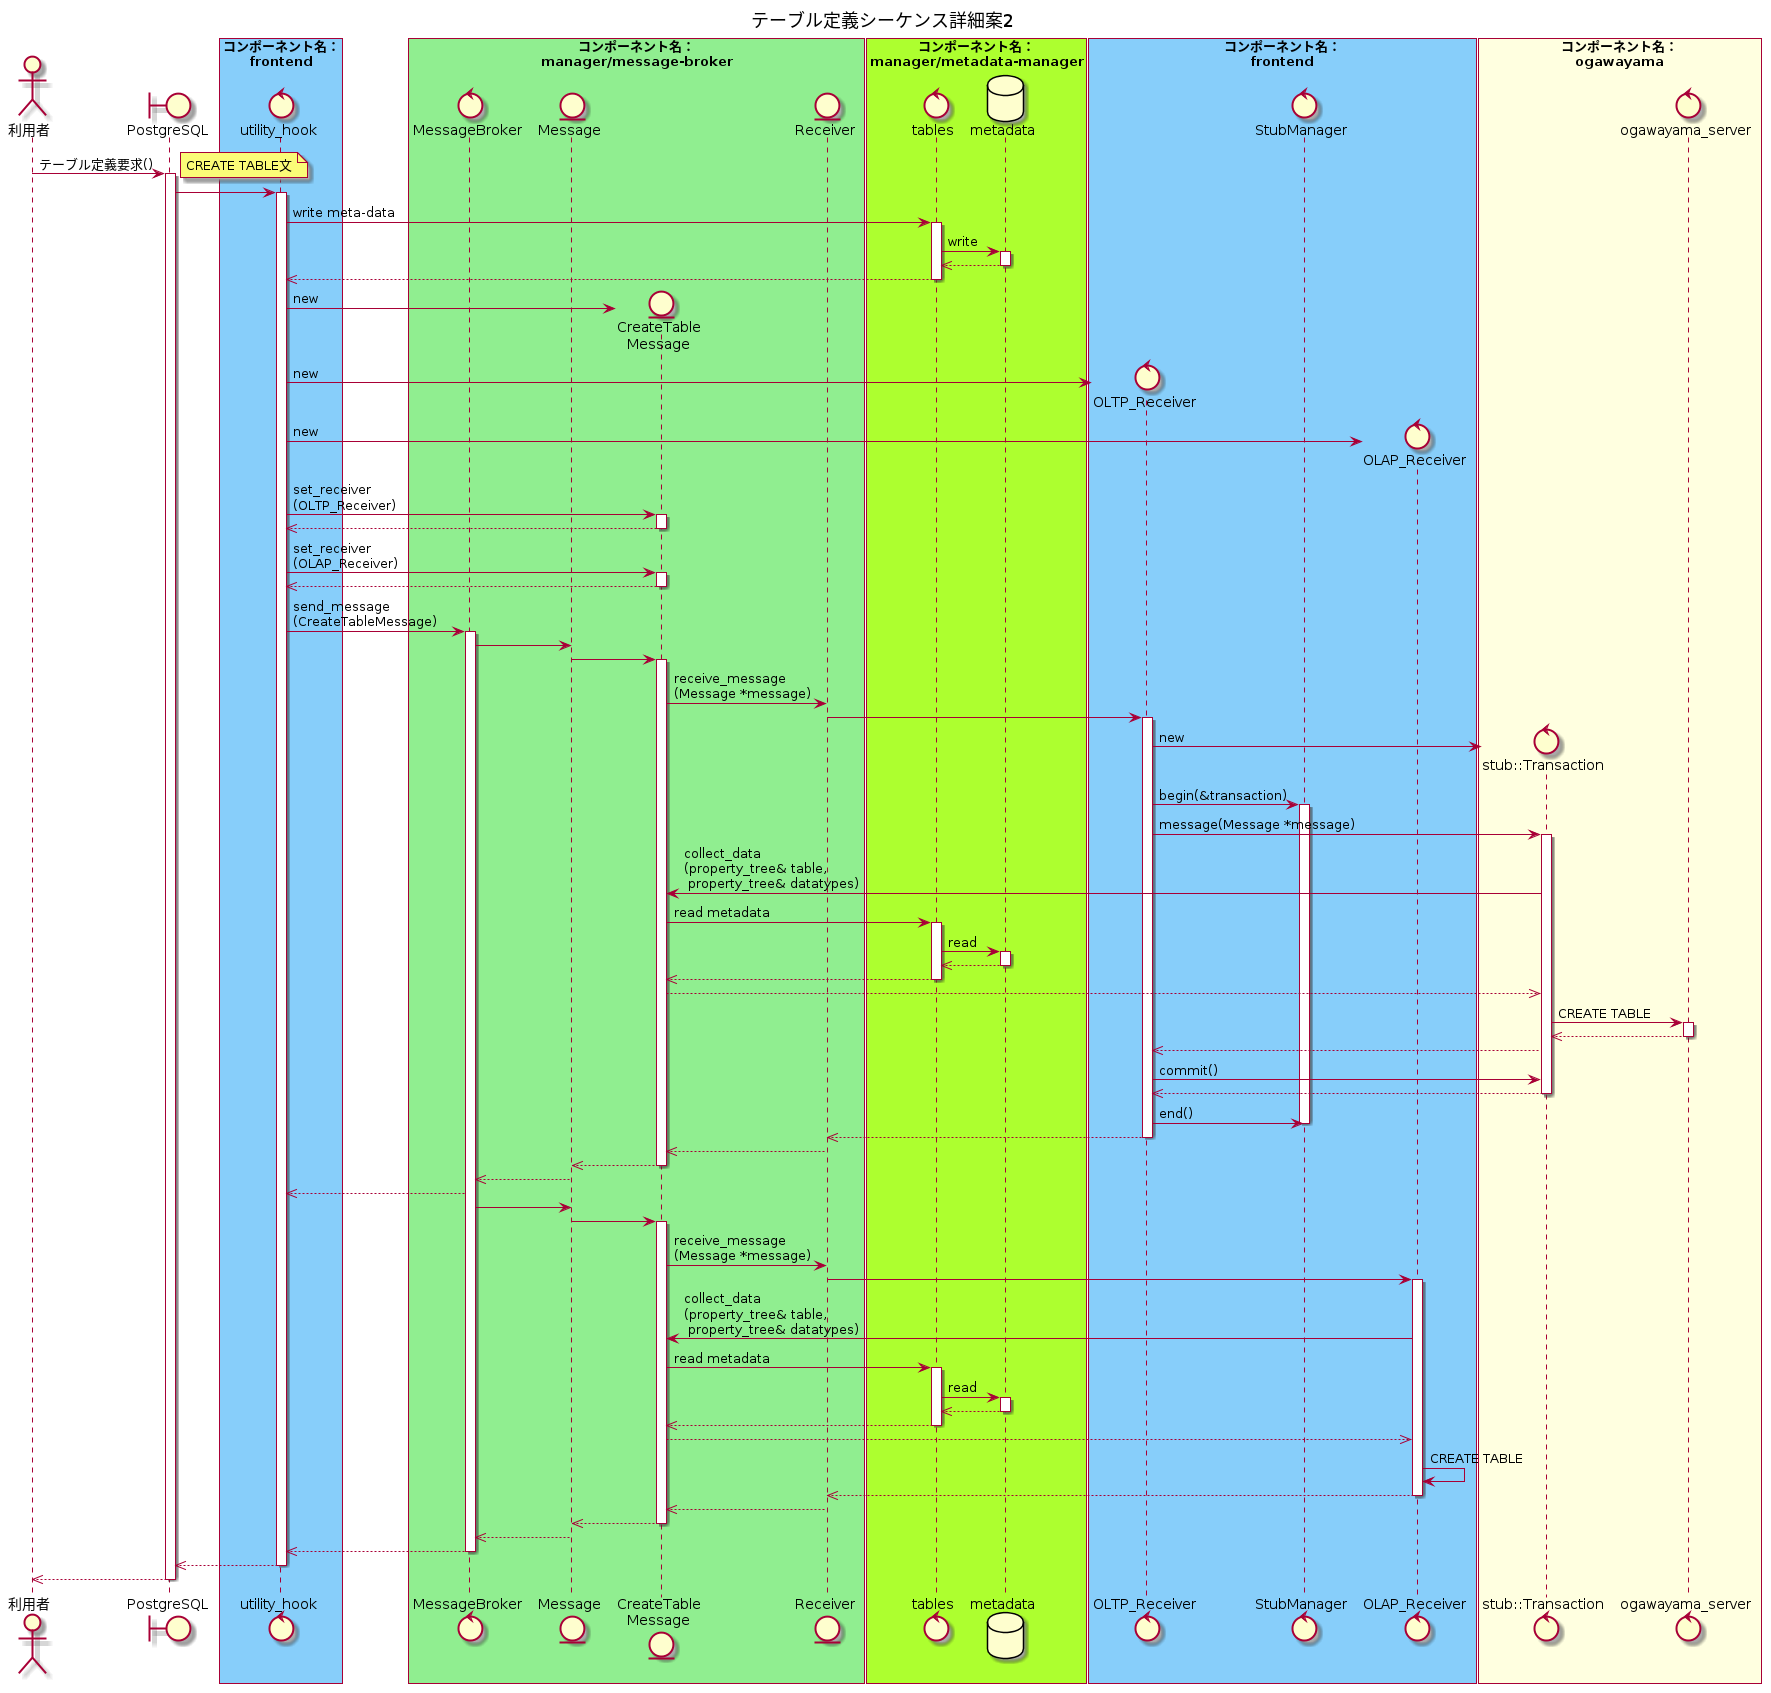 テーブル定義シーケンス詳細案2
コンポーネント名：
frontend
コンポーネント名：
manager/message-broker
コンポーネント名：
manager/metadata-manager
コンポーネント名：
frontend
コンポーネント名：
ogawayama
利用者
PostgreSQL
utility_hook
MessageBroker
Message
Receiver
tables
metadata
StubManager
ogawayama_server
テーブル定義要求()
CREATE TABLE文
write meta-data
write
new
CreateTable
Message
new
OLTP_Receiver
new
OLAP_Receiver
set_receiver
(OLTP_Receiver)
set_receiver
(OLAP_Receiver)
send_message
(CreateTableMessage)
receive_message
(Message *message)
new
stub::Transaction
begin(&transaction)
message(Message *message)
collect_data
(property_tree& table,
property_tree& datatypes)
read metadata
read
CREATE TABLE
commit()
end()
receive_message
(Message *message)
collect_data
(property_tree& table,
property_tree& datatypes)
read metadata
read
CREATE TABLE
利用者
PostgreSQL
utility_hook
MessageBroker
Message
CreateTable
Message
Receiver
tables
metadata
OLTP_Receiver
StubManager
OLAP_Receiver
stub::Transaction
ogawayama_server